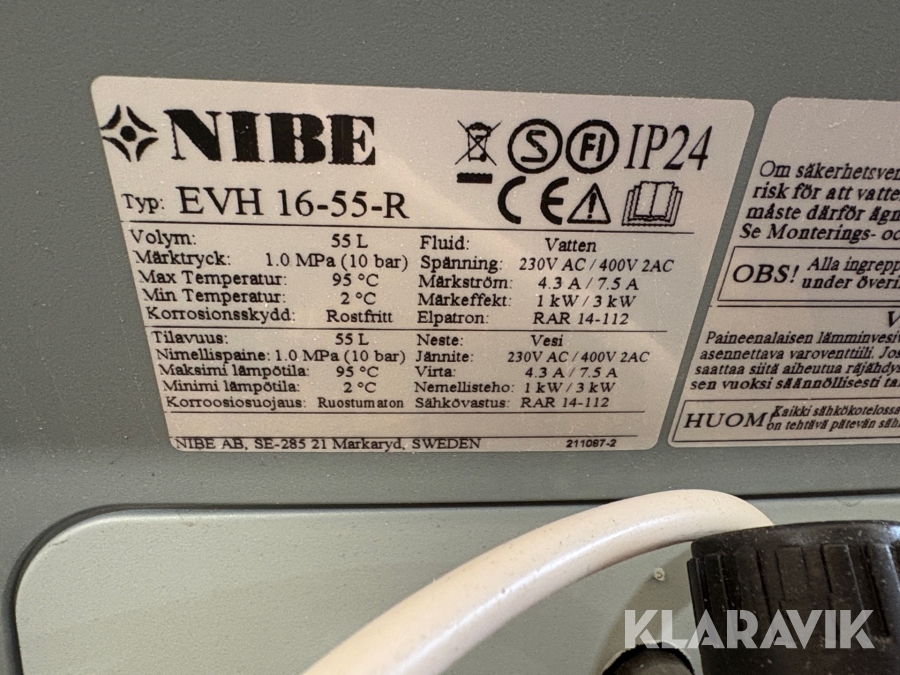 NIBE
S FI IP24
CE
Typ: EVH 16-55-R
Volym: 55 L Fluid: Vatten
Märktryck: 1.0 MPa (10 bar) Spänning: 230V AC / 400V 2AC
Max Temperatur: 95 °C Märkström: 4.3 A / 7.5 A
Min Temperatur: 2 °C Märkeffekt: 1 kW / 3 kW
Korrosionsskydd: Rostfritt Elpatron: RAR 14-112
Tilavuus: 55 L Neste: Vesi
Nimellispaine: 1.0 MPa (10 bar) Jännite: 230V AC / 400V 2AC
Maksimi lämpötila: 95 °C Virta: 4.3 A / 7.5 A
Minimi lämpötila: 2 °C Nemellisteho: 1 kW / 3 kW
Korroosiosuojaus: Ruostumaton Sähkövastus: RAR 14-112
NIBE AB, SE-285 21 Markaryd, SWEDEN 211087-2
Om säkerhetsven
risk för att vatte
måste därför ägn
Se Monterings- oc
OBS! Alla ingrepp
under överin
V
Paineenalaisen lämminvesiv
asennettava varoventtiili. Jos
saattaa siitä aiheutua räjähdys
sen vuoksi säännöllisesti ta
HUOM! Kaikki sähkökotelossa
on tehtävä pätevän säh
KLARAVIK